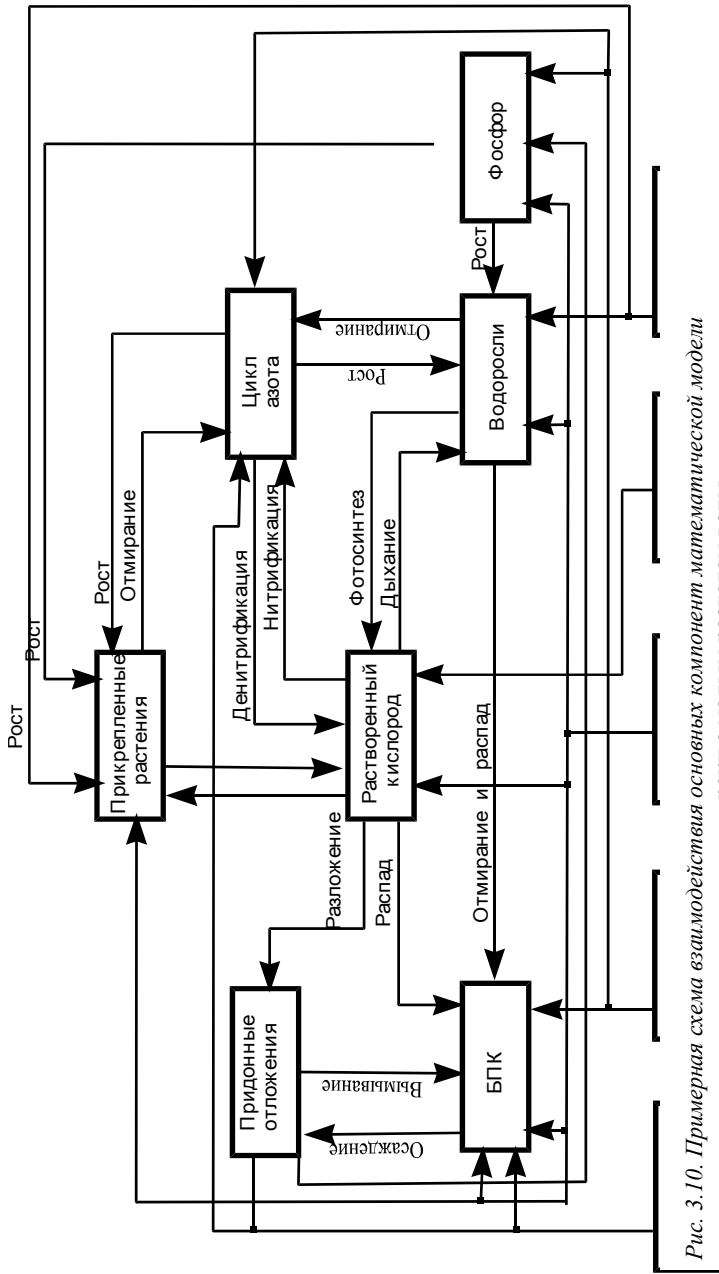 Рост
Рост
Рост
Отмирание
Прикрепленные
растения
Цикл
азота
Денитрификация
Нитрификация
Придонные
отложения
Разложение
Распад
Растворенный
кислород
Фотосинтез
Дыхание
Отмирание
Рост
Вымывание
Осаждение
БПК
Отмирание и распад
Водоросли
Рост
Фосфор
Рис. 3.10. Примерная схема взаимодействия основных компонент математической модели